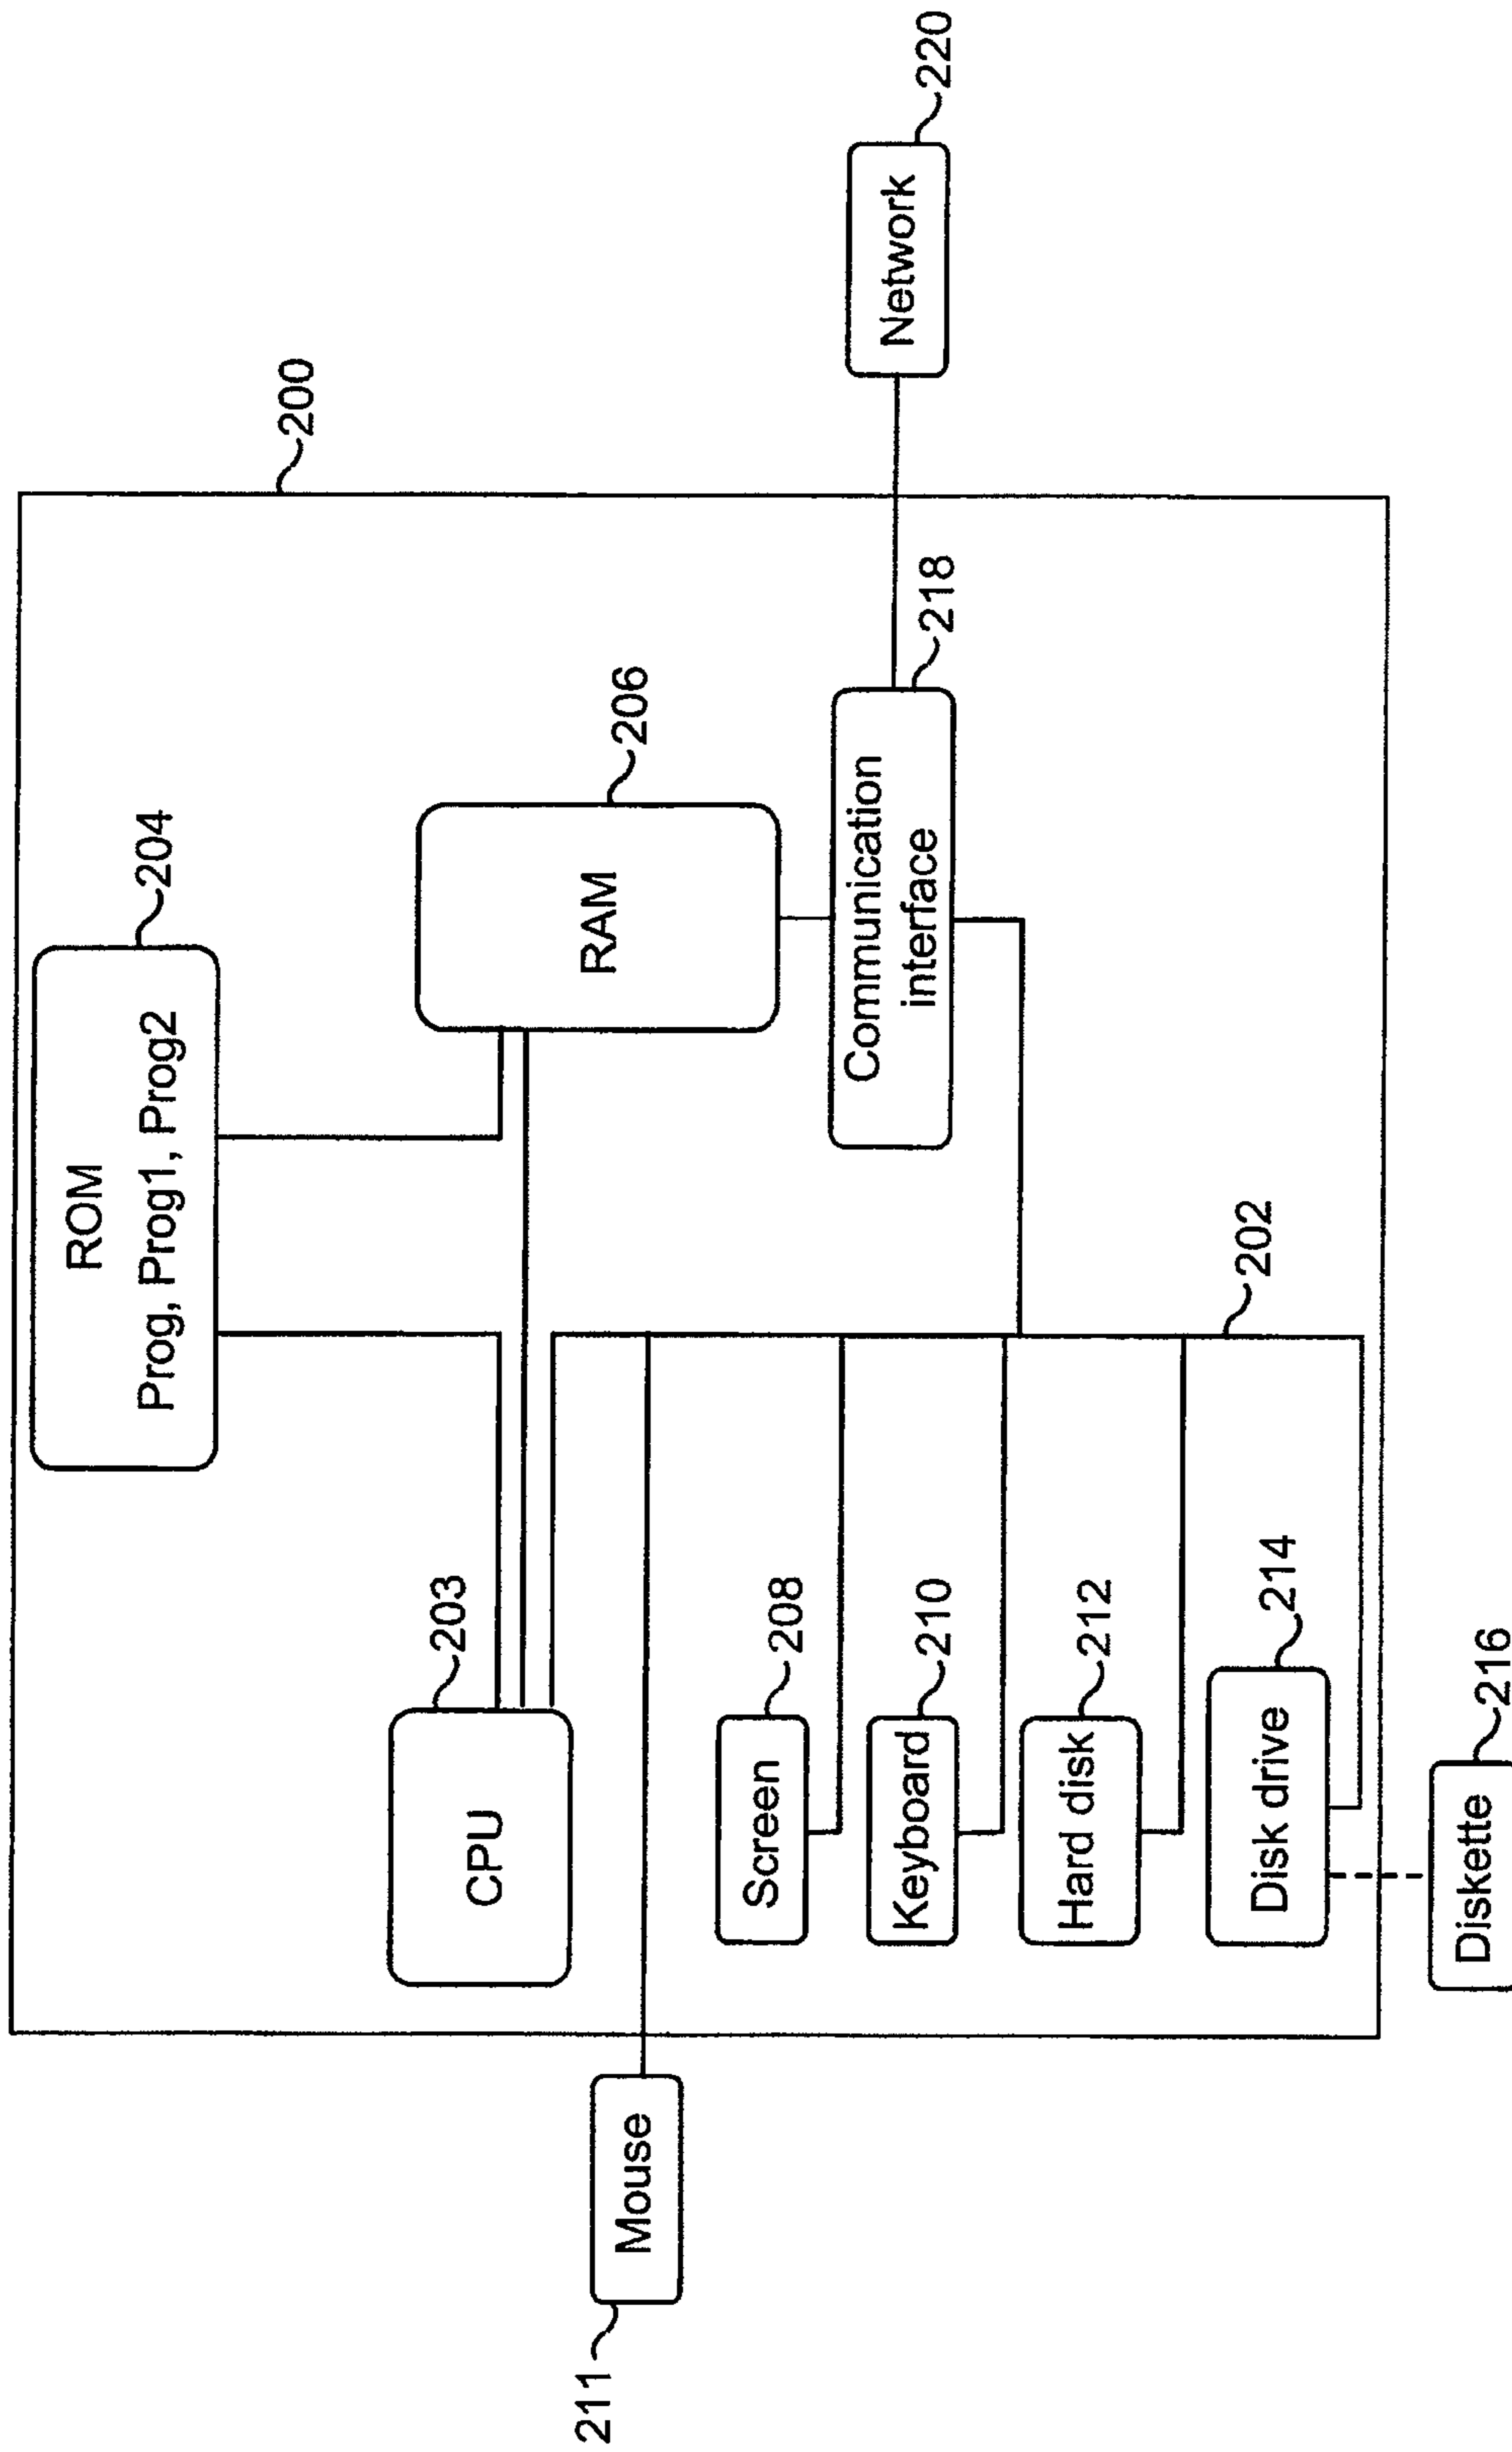 200
ROM
Prog, Prog1, Prog2
204
CPU
203
RAM
206
211
Mouse
Screen
208
Communication
interface
218
Network
220
Keyboard
210
Hard disk
212
202
Disk drive
214
Diskette
216